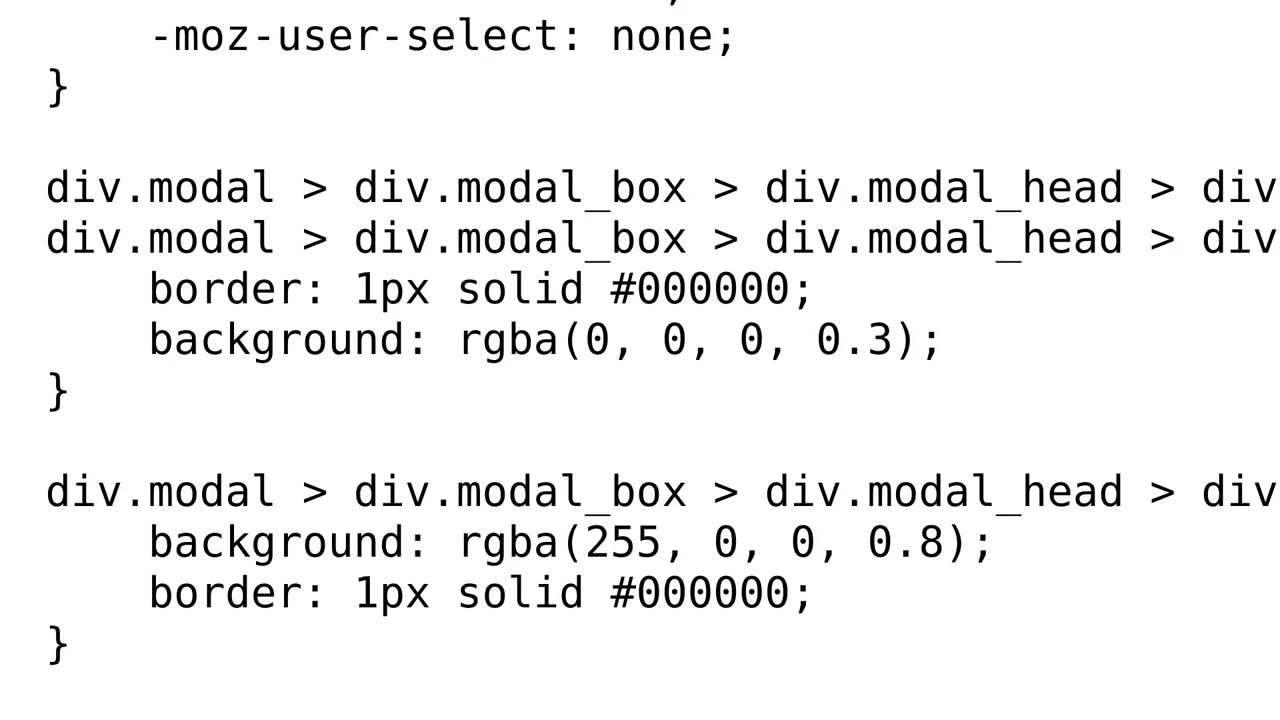 -moz-user-select: none;
}
div.modal > div.modal_box > div.modal_head > div
div.modal > div.modal_box > div.modal_head > div
border: 1px solid #000000;
background: rgba(0, 0, 0, 0.3);
}
div.modal > div.modal_box > div.modal_head > div
background: rgba(255, 0, 0, 0.8);
border: 1px solid #000000;
}